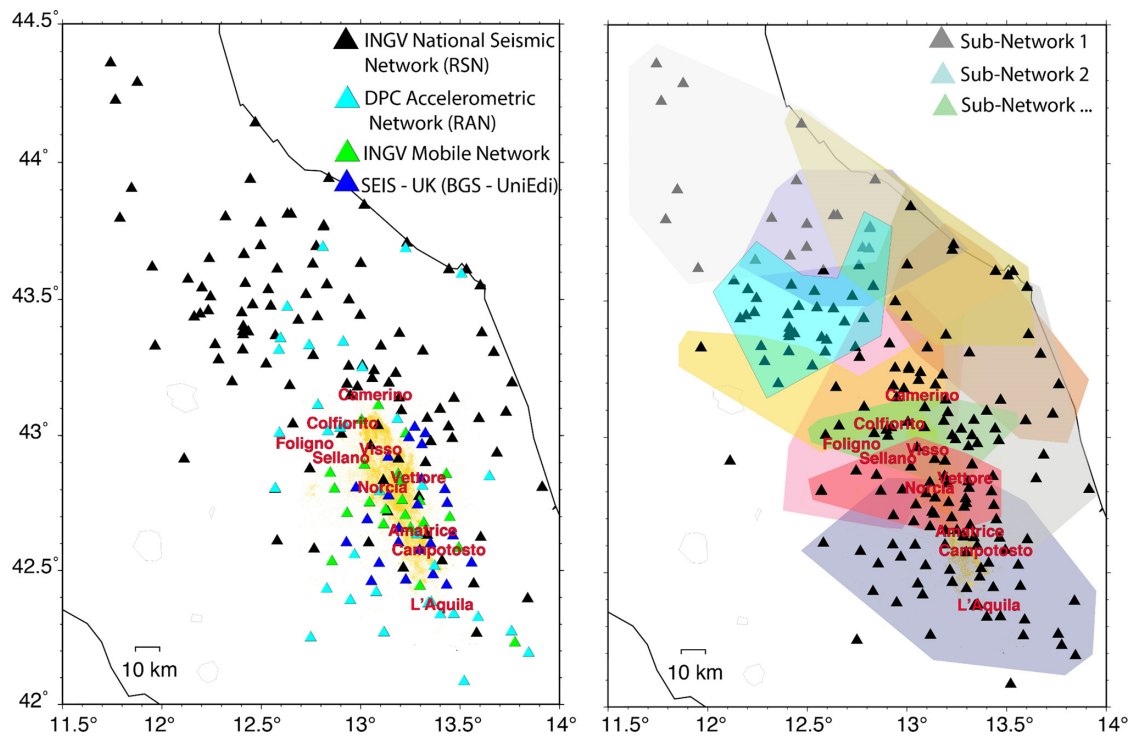 44.5°
44°
43.5°
43°
42.5°
42°
11.5°
12°
12.5°
13°
13.5°
14°
INGV National Seismic
Network (RSN)
DPC Accelerometric
Network (RAN)
INGV Mobile Network
SEIS - UK (BGS - UniEdi)
Camerino
Colfiorito
Foligno
Visso
Sellano
Vettore
Norcia
Amatrice
Campotosto
L'Aquila
10 km
Sub-Network 1
Sub-Network 2
Sub-Network ...
Camerino
Colfiorito
Foligno
Visso
Sellano
Vettore
Norcia
Amatrice
Campotosto
L'Aquila
10 km
12°
12.5°
13°
13.5°
14°